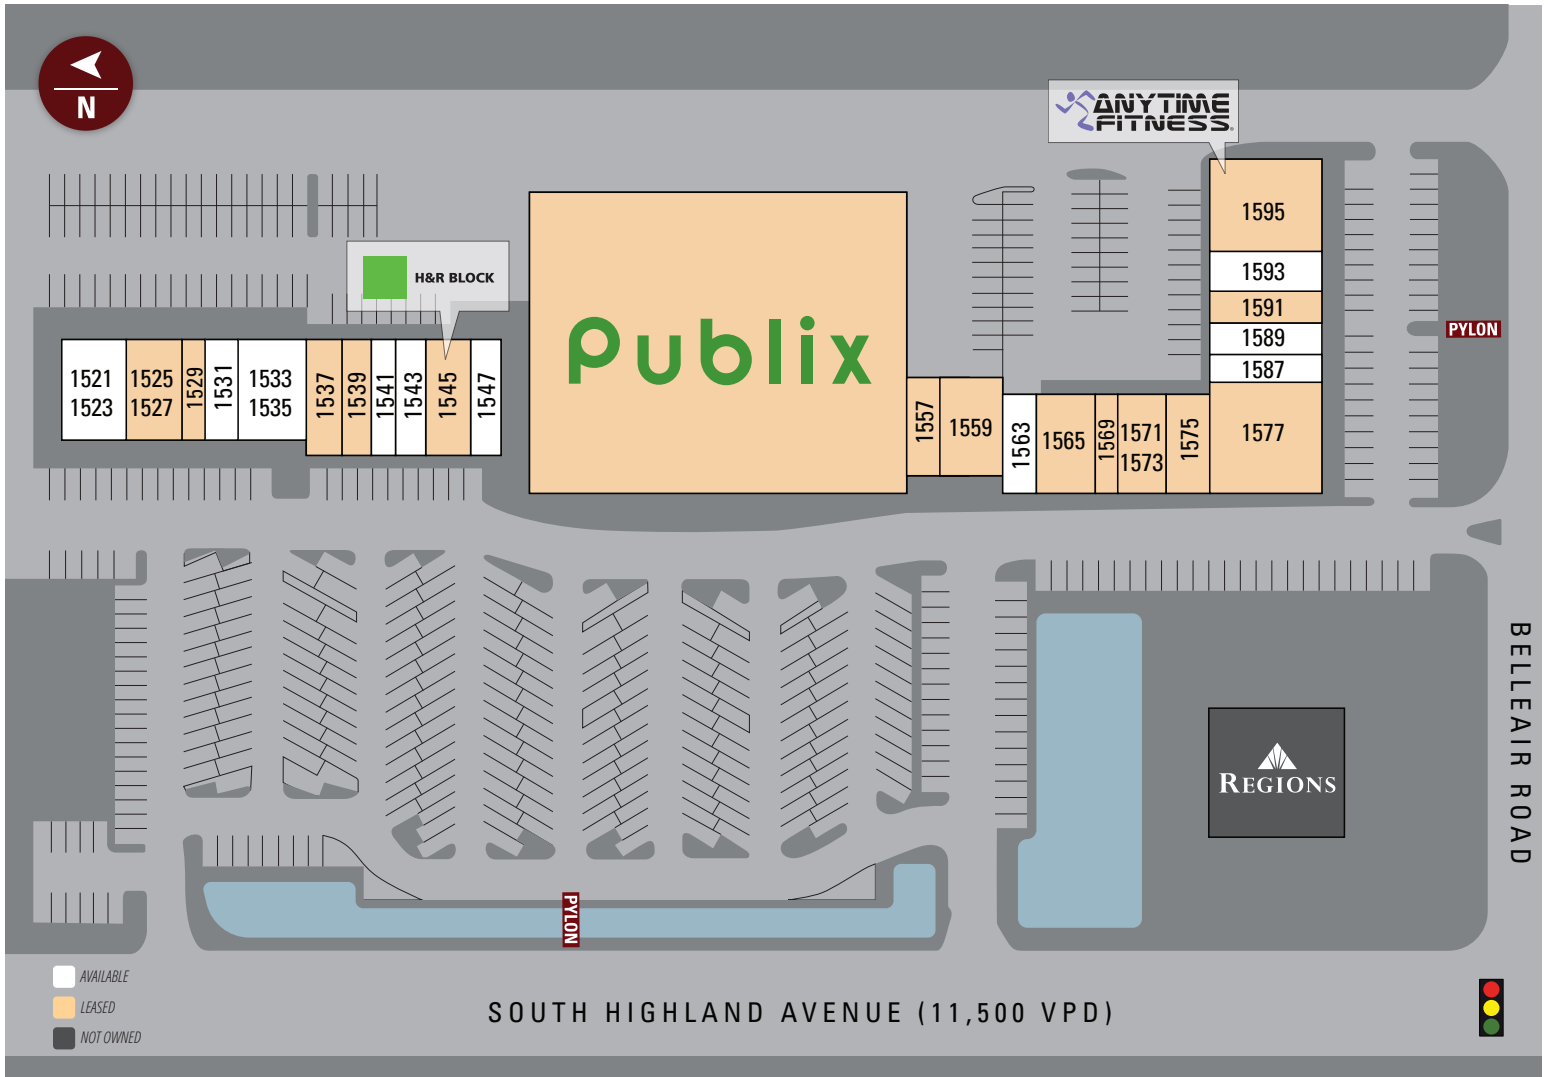 N
ANYTIME
FITNESS®
H&R BLOCK
Publix
1521
1523
1525
1527
1529
1531
1533
1535
1537
1539
1541
1543
1545
1547
1557
1559
1563
1565
1569
1571
1573
1575
1577
1587
1589
1591
1593
1595
PYLON
REGIONS
BELLEAIR ROAD
PYLON
AVAILABLE
LEASED
NOT OWNED
SOUTH HIGHLAND AVENUE (11,500 VPD)